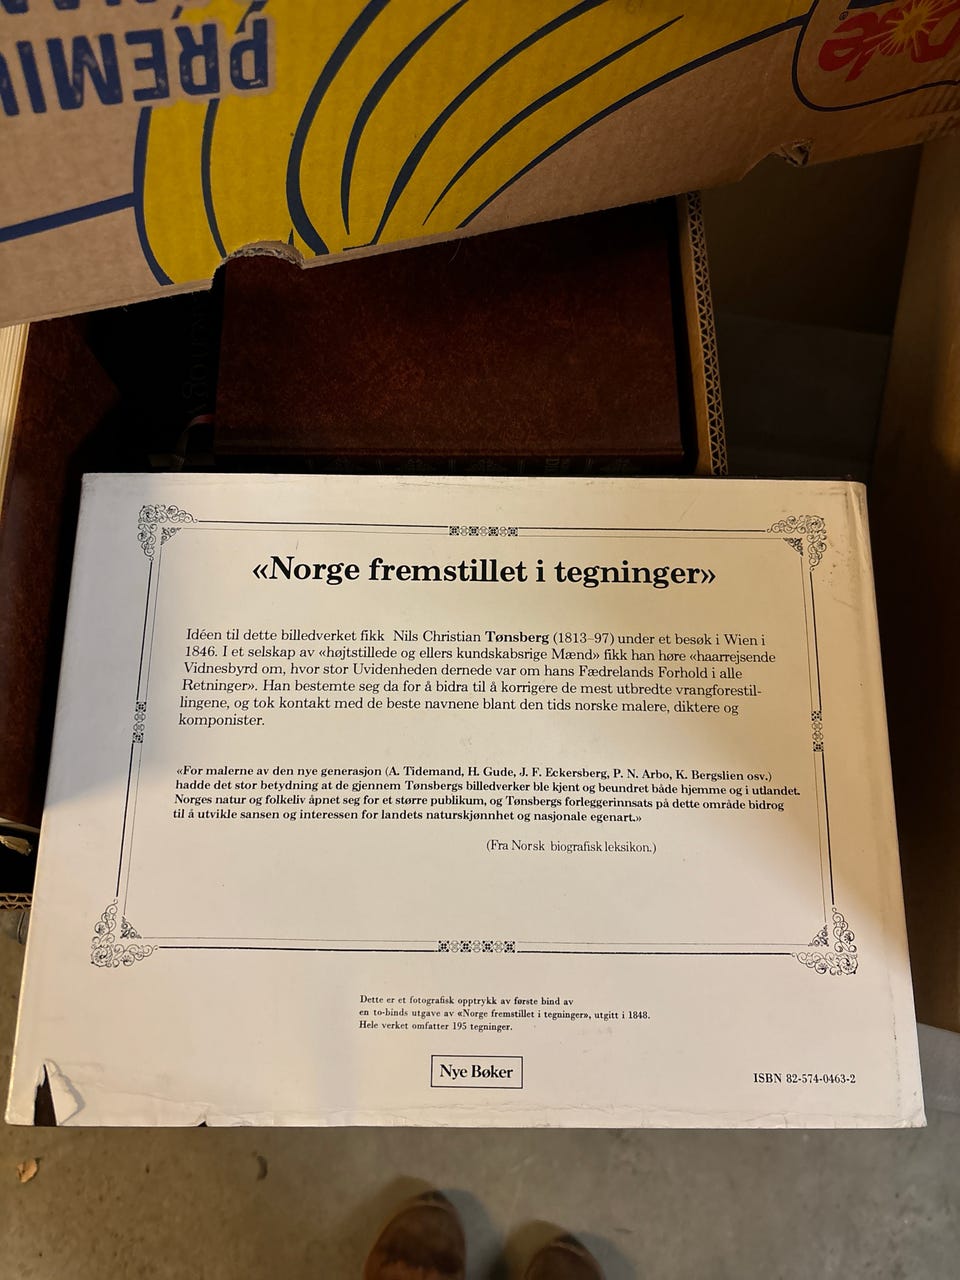 PREMIU
«Norge fremstillet i tegninger»
Idéen til dette billedverket fikk Nils Christian Tønsberg (1813–97) under et besøk i Wien i
1846. I et selskap av «højtstillede og ellers kundskabsrige Mænd» fikk han høre «haarrejsende
Vidnesbyrd om, hvor stor Uvidenheden dernede var om hans Fædrelands Forhold i alle
Retninger». Han bestemte seg da for å bidra til å korrigere de mest utbredte vrangforestil-
lingene, og tok kontakt med de beste navnene blant den tids norske malere, diktere og
komponister.
«For malerne av den nye generasjon (A. Tidemand, H. Gude, J. F. Eckersberg, P. N. Arbo, K. Bergslien osv.)
hadde det stor betydning at de gjennem Tønsbergs billedverker ble kjent og beundret både hjemme og i utlandet.
Norges natur og folkeliv åpnet seg for et større publikum, og Tønsbergs forleggerinnsats på dette område bidrog
til å utvikle sansen og interessen for landets naturskjønnhet og nasjonale egenart.»
(Fra Norsk biografisk leksikon.)
Dette er et fotografisk opptrykk av første bind av
en to-binds utgave av «Norge fremstillet i tegninger», utgitt i 1848.
Hele verket omfatter 195 tegninger.
Nye Bøker
ISBN 82-574-0463-2